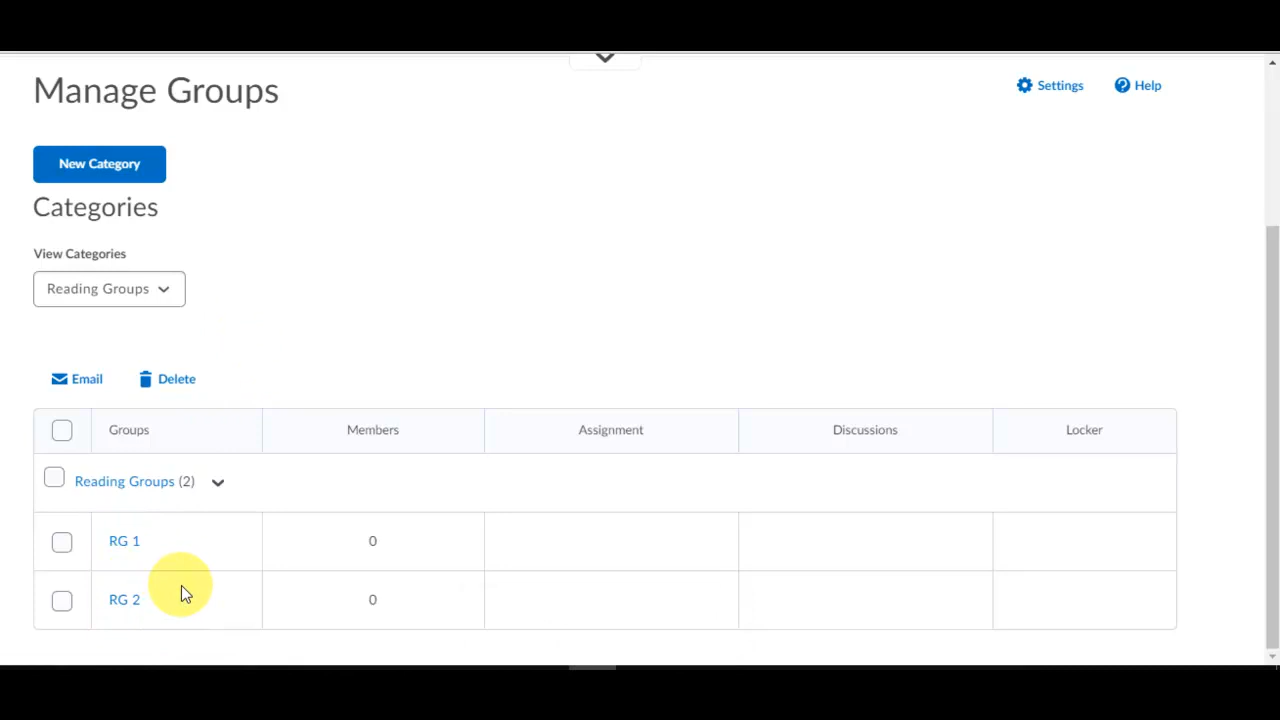 Manage Groups
Settings
Help
New Category
Categories
View Categories
Reading Groups
Email
Delete
Groups Members Assignment Discussions Locker
Reading Groups (2)
RG 1 0
RG 2 0